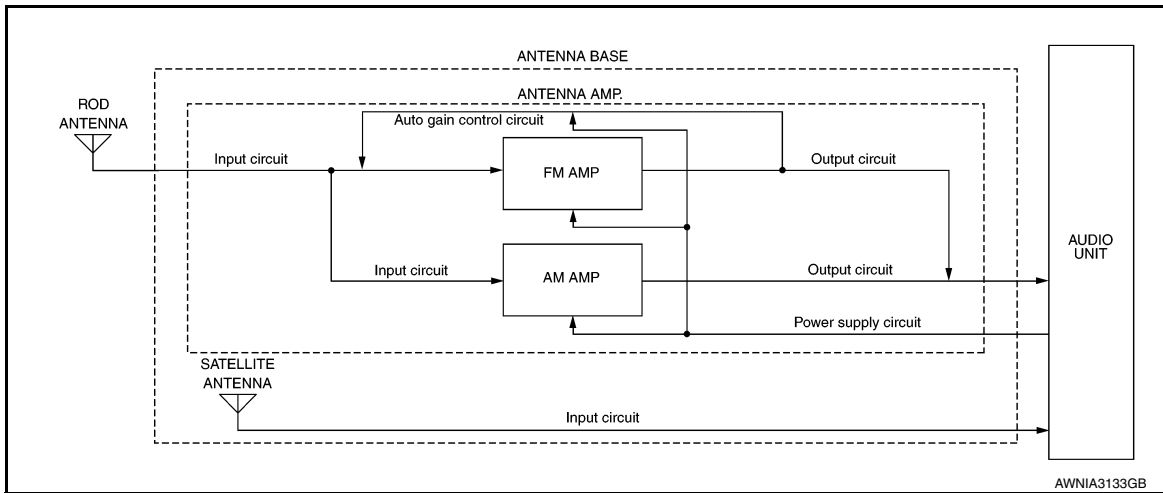 ANTENNA BASE
ANTENNA AMP.
ROD
ANTENNA
Auto gain control circuit
Input circuit
FM AMP
Output circuit
AUDIO
UNIT
Input circuit
AM AMP
Output circuit
Power supply circuit
SATELLITE
ANTENNA
Input circuit
AWNIA3133GB